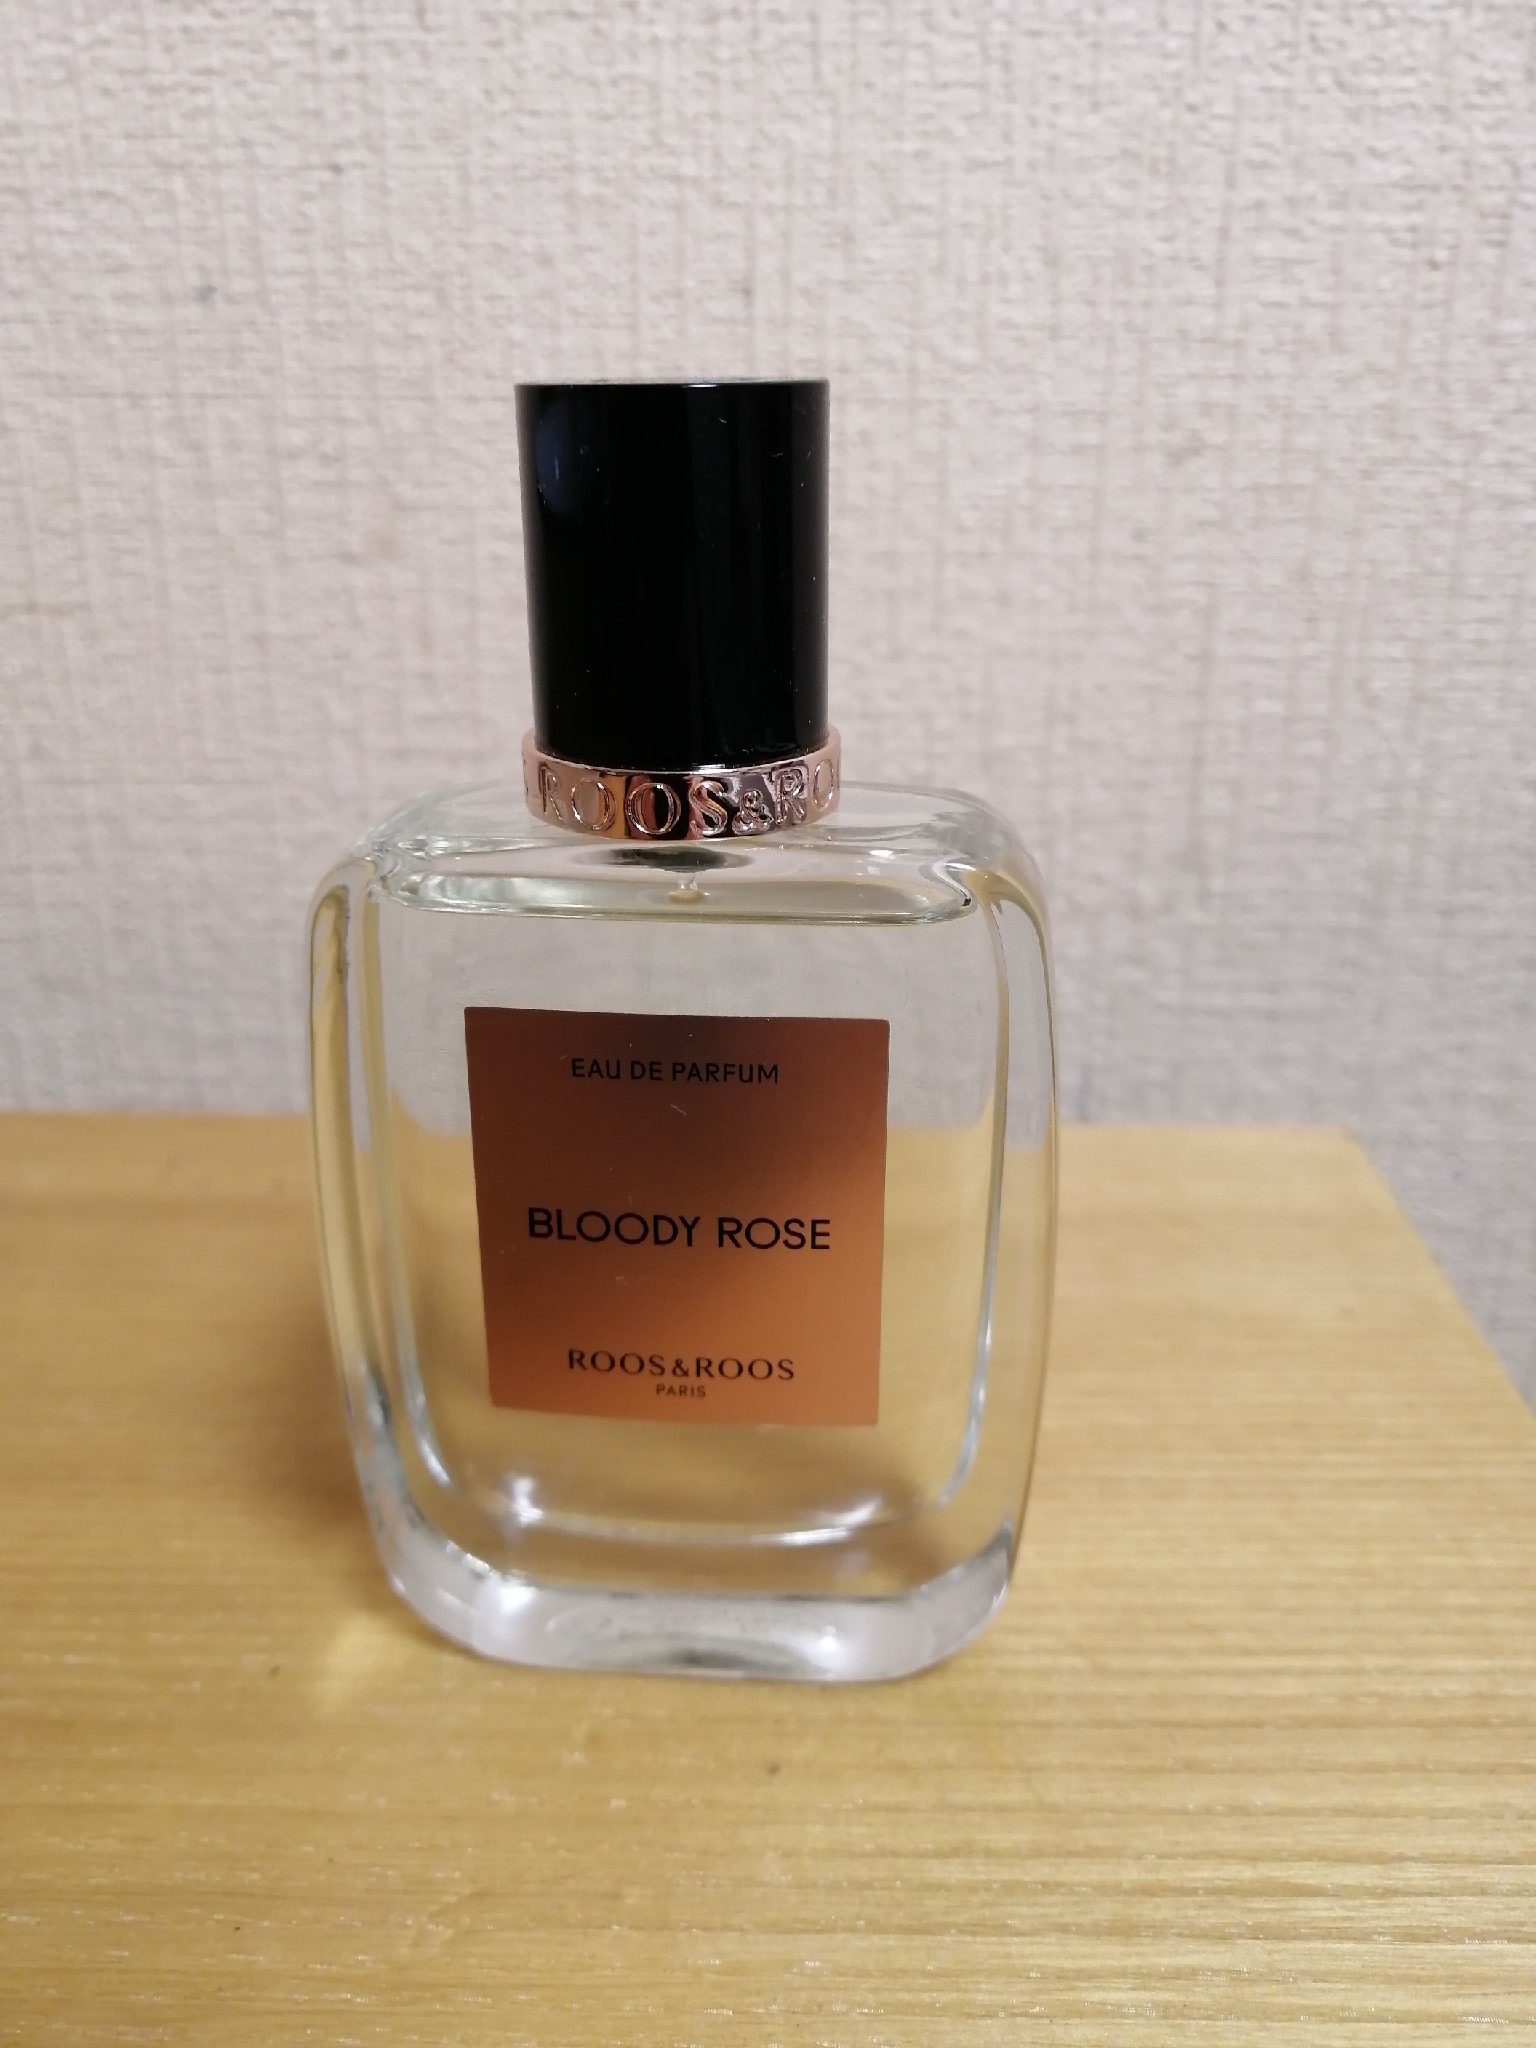 ROOS&RO
EAU DE PARFUM
BLOODY ROSE
ROOS&ROOS
PARIS